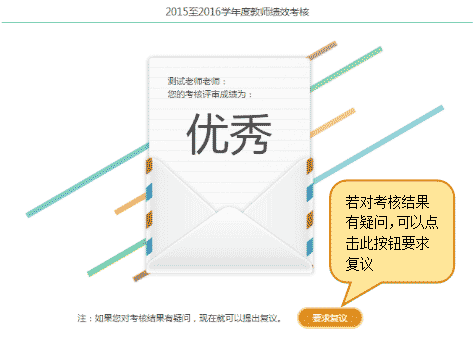 2015至2016学年度教师绩效考核
测试老师老师：
您的考核评审成绩为：
优秀
若对考核结果
有疑问,可以点
击此按钮要求
复议
注：如果您对考核结果有疑问，现在就可以提出复议。
要求复议